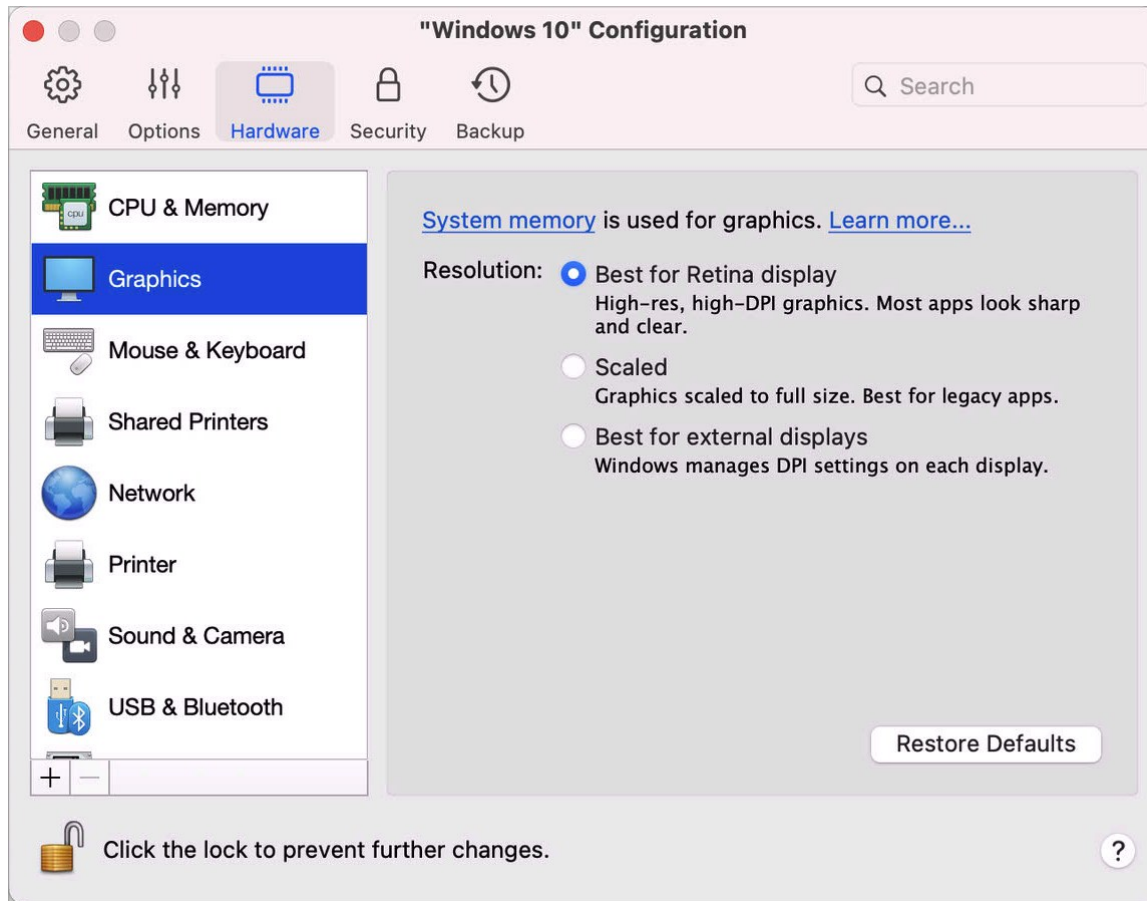 "Windows 10" Configuration
General Options Hardware Security Backup
Search
CPU & Memory
Graphics
Mouse & Keyboard
Shared Printers
Network
Printer
Sound & Camera
USB & Bluetooth
+ −
System memory is used for graphics. Learn more...
Resolution:
Best for Retina display
High-res, high-DPI graphics. Most apps look sharp
and clear.
Scaled
Graphics scaled to full size. Best for legacy apps.
Best for external displays
Windows manages DPI settings on each display.
Restore Defaults
Click the lock to prevent further changes.
?